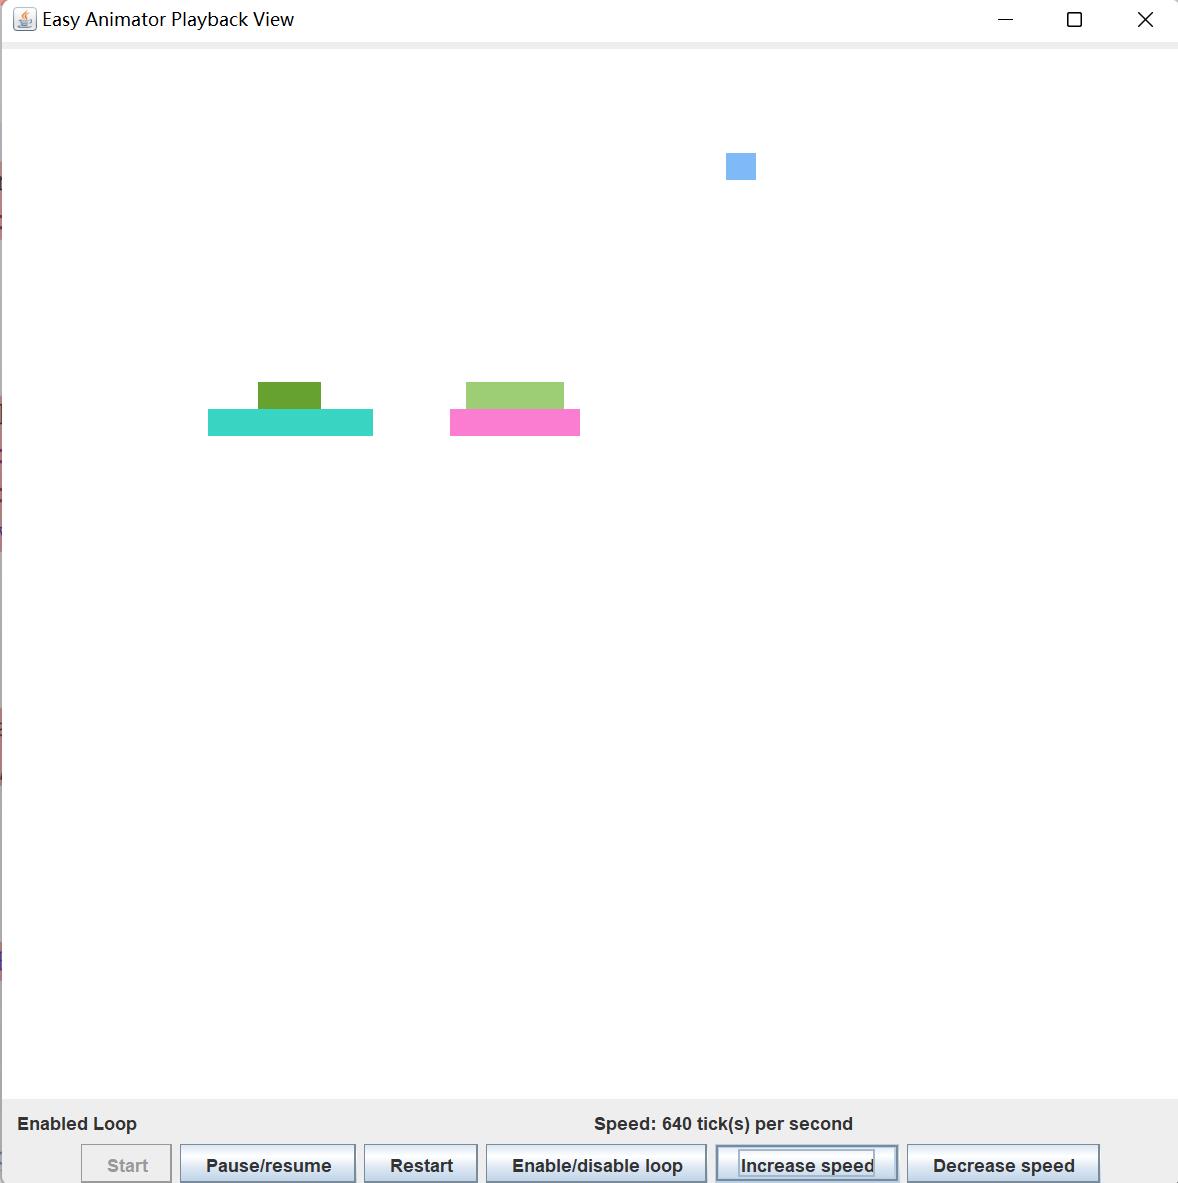 Easy Animator Playback View
Enabled Loop
Speed: 640 tick(s) per second
Start
Pause/resume
Restart
Enable/disable loop
Increase speed
Decrease speed